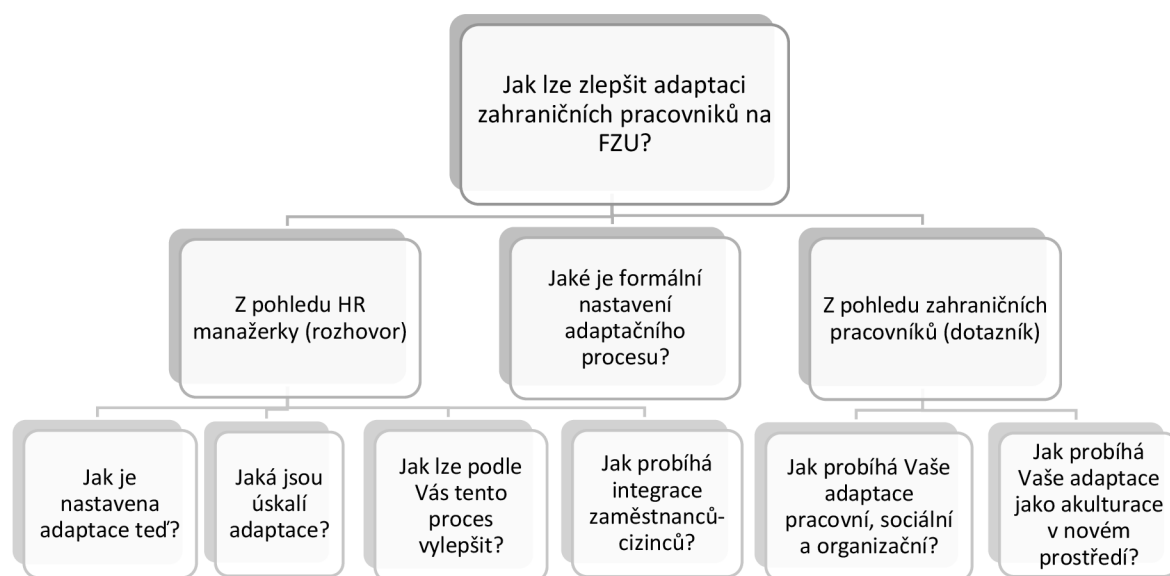 Jak lze zlepšit adaptaci
zahraničních pracovniků na
FZU?
Z pohledu HR
manažerky (rozhovor)
Jaké je formální
nastavení
adaptačního
procesu?
Z pohledu zahraničních
pracovníků (dotazník)
Jak je
nastavena
adaptace teď?
Jaká jsou
úskalí
adaptace?
Jak lze podle
Vás tento
proces
vylepšit?
Jak probíhá
integrace
zaměstnanců-
cizinců?
Jak probíhá Vaše
adaptace
pracovní, sociální
a organizační?
Jak probíhá
Vaše adaptace
jako akulturace
v novém
prostředí?